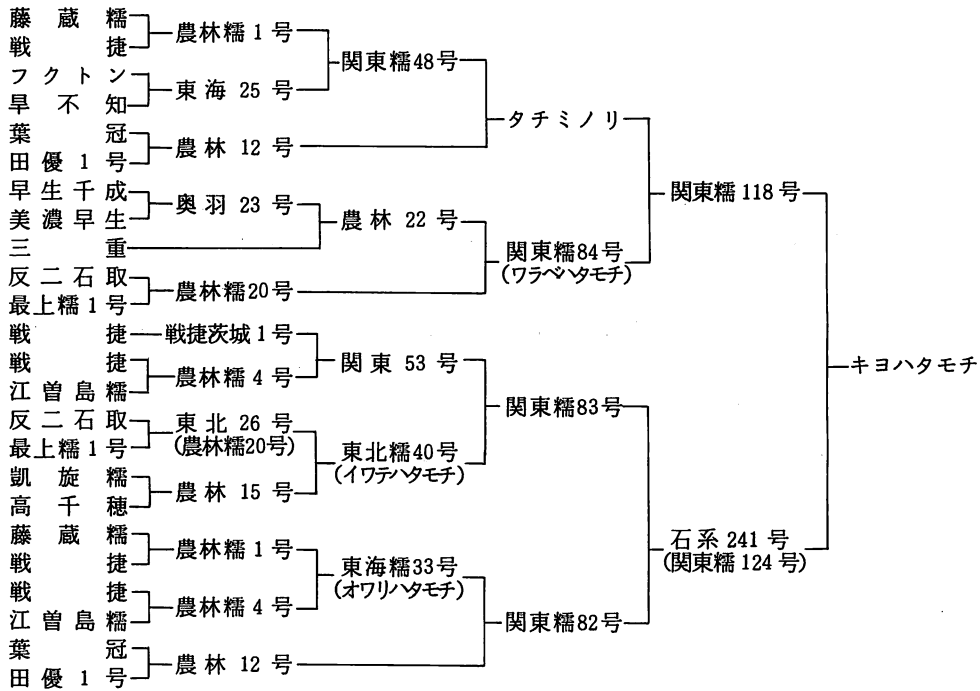 藤蔵糯
戦捷
農林糯1号
関東糯48号
フクトン
早不知
東海25号
タチミノリ
葉冠
田優1号
農林12号
関東糯118号
早生千成
美濃早生
奥羽23号
農林22号
三重
関東糯84号
(ワラベハタモチ)
反二石取
最上糯1号
農林糯20号
キヨハタモチ
戦捷
戦捷茨城1号
関東53号
戦捷
江曽島糯
農林糯4号
関東糯83号
反二石取
最上糯1号
東北26号
(農林糯20号)
東北糯40号
(イワテハタモチ)
凱旋糯
高千穂
農林15号
石系241号
(関東糯124号)
藤蔵糯
戦捷
農林糯1号
東海糯33号
(オワリハタモチ)
戦捷
江曽島糯
農林糯4号
関東糯82号
葉冠
田優1号
農林12号